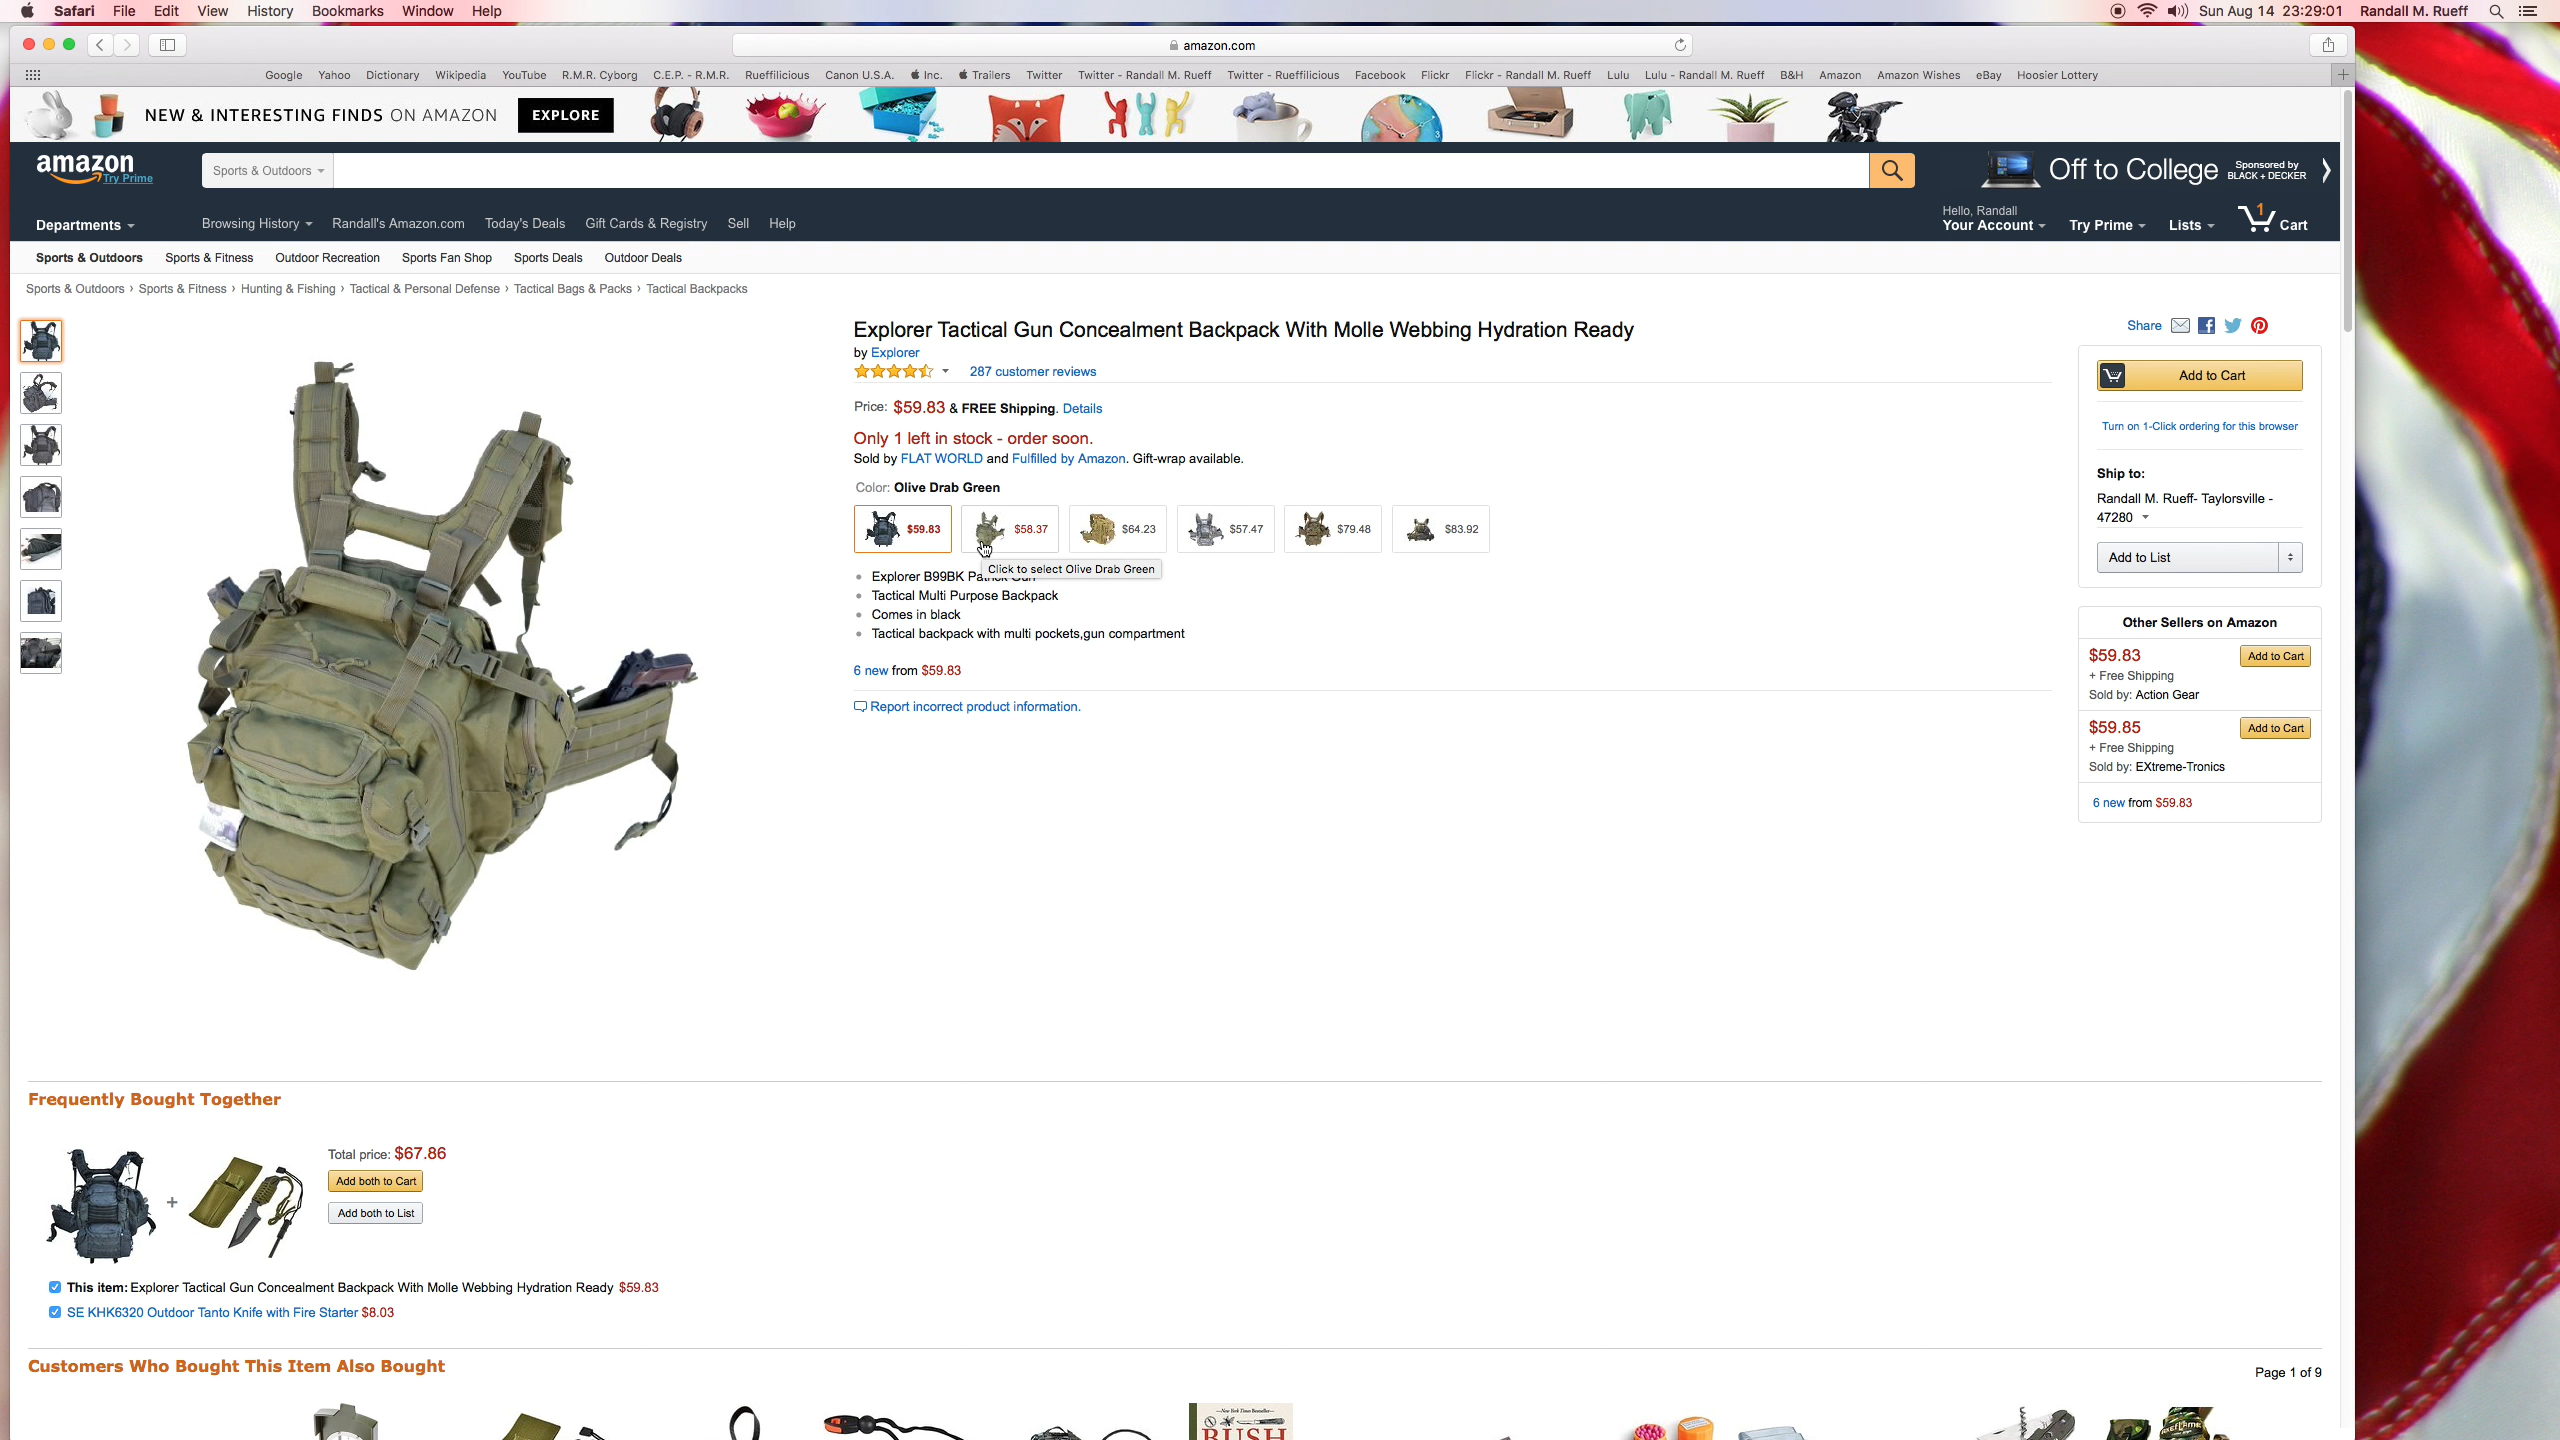 Safari File Edit View History Bookmarks Window Help
Sun Aug 14 23:29:01 Randall M. Rueff
amazon.com
Google Yahoo Dictionary Wikipedia YouTube R.M.R. Cyborg C.E.P. - R.M.R. Rueffilicious Canon U.S.A. Inc. Trailers Twitter Twitter - Randall M. Rueff Twitter - Rueffilicious Facebook Flickr Flickr - Randall M. Rueff Lulu Lulu - Randall M. Rueff B&H Amazon Amazon Wishes eBay Hoosier Lottery
NEW & INTERESTING FINDS ON AMAZON EXPLORE
amazon
Try Prime
Sports & Outdoors
Off to College
Sponsored by
BLACK + DECKER
Departments
Browsing History Randall's Amazon.com Today's Deals Gift Cards & Registry Sell Help
Hello, Randall
Your Account Try Prime Lists 1 Cart
Sports & Outdoors Sports & Fitness Outdoor Recreation Sports Fan Shop Sports Deals Outdoor Deals
Sports & Outdoors › Sports & Fitness › Hunting & Fishing › Tactical & Personal Defense › Tactical Bags & Packs › Tactical Backpacks
Explorer Tactical Gun Concealment Backpack With Molle Webbing Hydration Ready
by Explorer
287 customer reviews
Price: $59.83 & FREE Shipping. Details
Only 1 left in stock - order soon.
Sold by FLAT WORLD and Fulfilled by Amazon. Gift-wrap available.
Color: Olive Drab Green
$59.83 $58.37 $64.23 $57.47 $79.48 $83.92
Click to select Olive Drab Green
Explorer B99BK
Tactical Multi Purpose Backpack
Comes in black
Tactical backpack with multi pockets,gun compartment
6 new from $59.83
Report incorrect product information.
Share
Add to Cart
Turn on 1-Click ordering for this browser
Ship to:
Randall M. Rueff- Taylorsville -
47280
Add to List
Other Sellers on Amazon
$59.83 Add to Cart
+ Free Shipping
Sold by: Action Gear
$59.85 Add to Cart
+ Free Shipping
Sold by: EXtreme-Tronics
6 new from $59.83
Frequently Bought Together
Total price: $67.86
Add both to Cart
Add both to List
+
This item: Explorer Tactical Gun Concealment Backpack With Molle Webbing Hydration Ready $59.83
SE KHK6320 Outdoor Tanto Knife with Fire Starter $8.03
Customers Who Bought This Item Also Bought
Page 1 of 9
New York Times Bestseller
BUSH